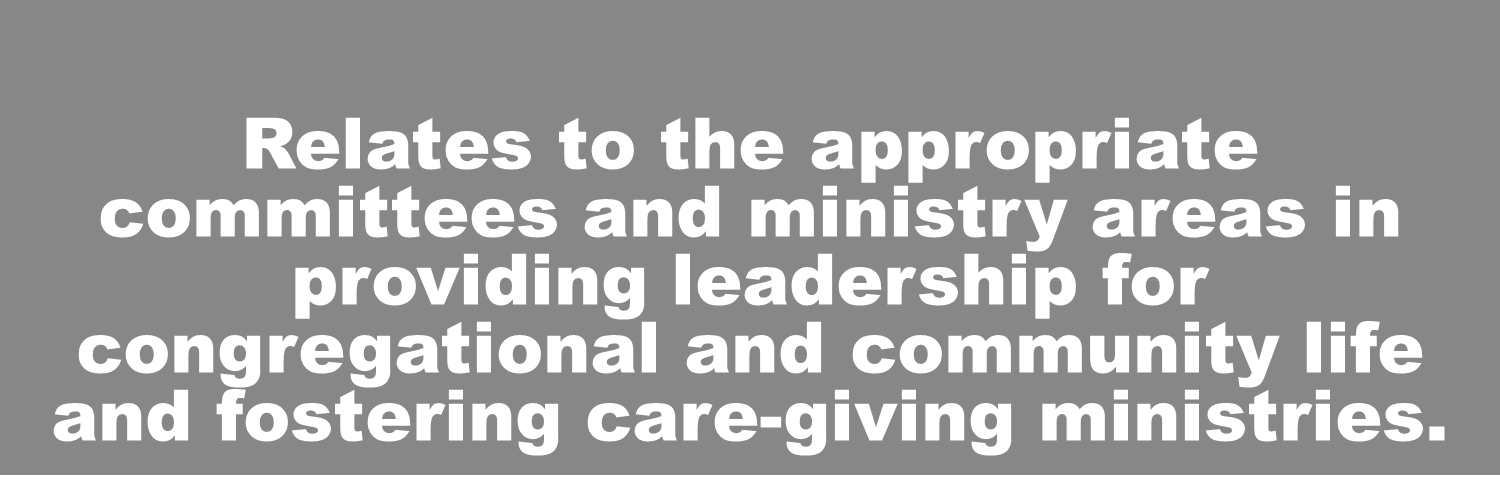 Relates to the appropriate
committees and ministry areas in
providing leadership for
congregational and community life
and fostering care-giving ministries.